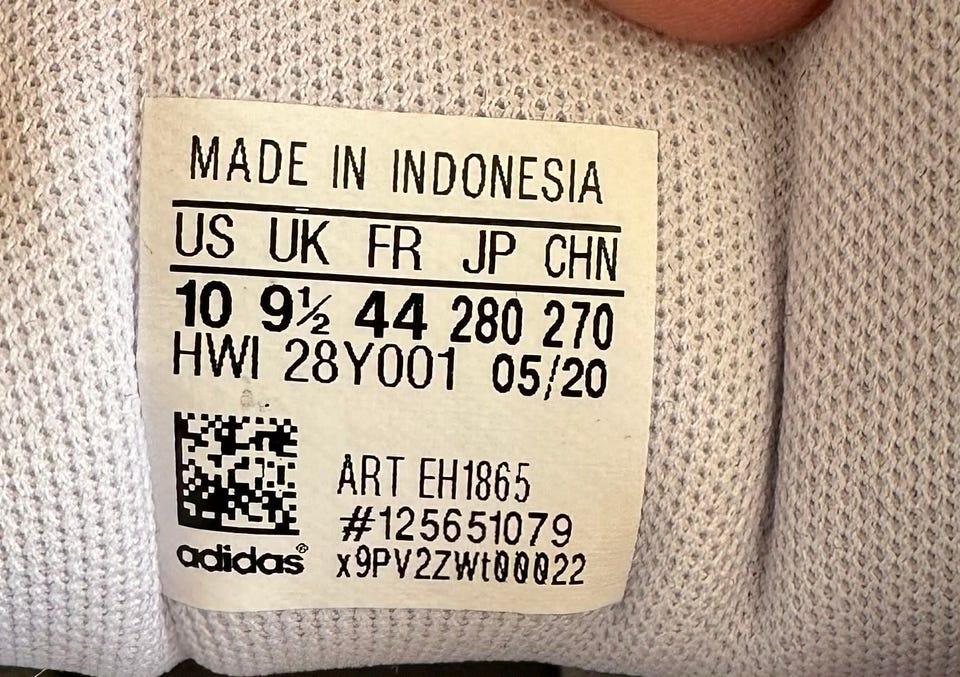 MADE IN INDONESIA
US UK FR JP CHN
10 9½ 44 280 270
HWI 28Y001 05/20
ART EH1865
#125651079
adidas® x9PV2ZWt00022